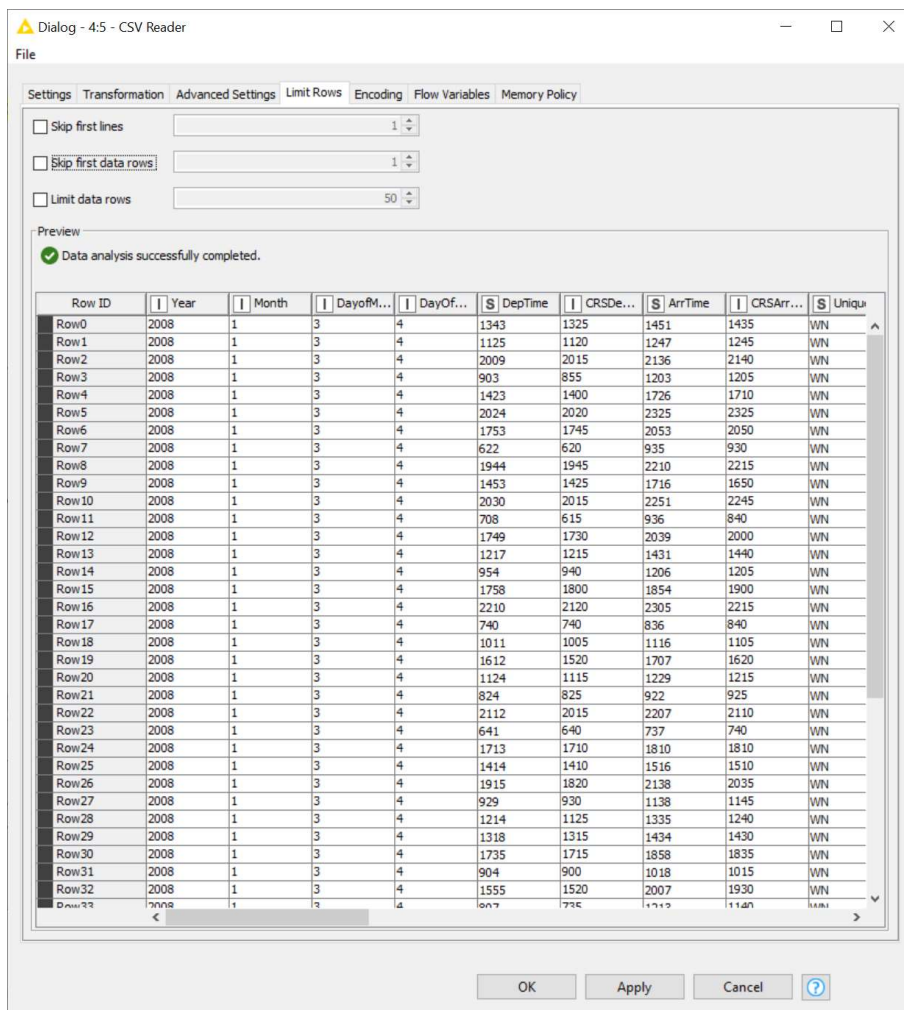 Dialog - 4:5 - CSV Reader
File
Settings Transformation Advanced Settings Limit Rows Encoding Flow Variables Memory Policy
Skip first lines 1
Skip first data rows 1
Limit data rows 50
Preview
Data analysis successfully completed.
Row ID I Year I Month I DayofM... I DayOf... S DepTime I CRSDe... S ArrTime I CRSArr... S Uniqu
Row0 2008 1 3 4 1343 1325 1451 1435 WN
Row1 2008 1 3 4 1125 1120 1247 1245 WN
Row2 2008 1 3 4 2009 2015 2136 2140 WN
Row3 2008 1 3 4 903 855 1203 1205 WN
Row4 2008 1 3 4 1423 1400 1726 1710 WN
Row5 2008 1 3 4 2024 2020 2325 2325 WN
Row6 2008 1 3 4 1753 1745 2053 2050 WN
Row7 2008 1 3 4 622 620 935 930 WN
Row8 2008 1 3 4 1944 1945 2210 2215 WN
Row9 2008 1 3 4 1453 1425 1716 1650 WN
Row10 2008 1 3 4 2030 2015 2251 2245 WN
Row11 2008 1 3 4 708 615 936 840 WN
Row12 2008 1 3 4 1749 1730 2039 2000 WN
Row13 2008 1 3 4 1217 1215 1431 1440 WN
Row14 2008 1 3 4 954 940 1206 1205 WN
Row15 2008 1 3 4 1758 1800 1854 1900 WN
Row16 2008 1 3 4 2210 2120 2305 2215 WN
Row17 2008 1 3 4 740 740 836 840 WN
Row18 2008 1 3 4 1011 1005 1116 1105 WN
Row19 2008 1 3 4 1612 1520 1707 1620 WN
Row20 2008 1 3 4 1124 1115 1229 1215 WN
Row21 2008 1 3 4 824 825 922 925 WN
Row22 2008 1 3 4 2112 2015 2207 2110 WN
Row23 2008 1 3 4 641 640 737 740 WN
Row24 2008 1 3 4 1713 1710 1810 1810 WN
Row25 2008 1 3 4 1414 1410 1516 1510 WN
Row26 2008 1 3 4 1915 1820 2138 2035 WN
Row27 2008 1 3 4 929 930 1138 1145 WN
Row28 2008 1 3 4 1214 1125 1335 1240 WN
Row29 2008 1 3 4 1318 1315 1434 1430 WN
Row30 2008 1 3 4 1735 1715 1858 1835 WN
Row31 2008 1 3 4 904 900 1018 1015 WN
Row32 2008 1 3 4 1555 1520 2007 1930 WN
Row33 2008 1 3 4 807 735 1213 1140 WN
OK Apply Cancel ?